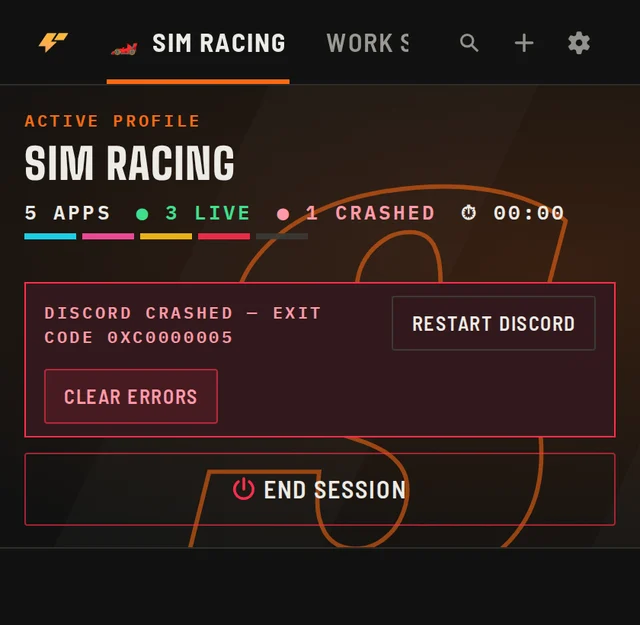 SIM RACING WORK
ACTIVE PROFILE
SIM RACING
5 APPS ● 3 LIVE ● 1 CRASHED ⏱ 00:00
DISCORD CRASHED — EXIT
CODE 0XC0000005
RESTART DISCORD
CLEAR ERRORS
END SESSION